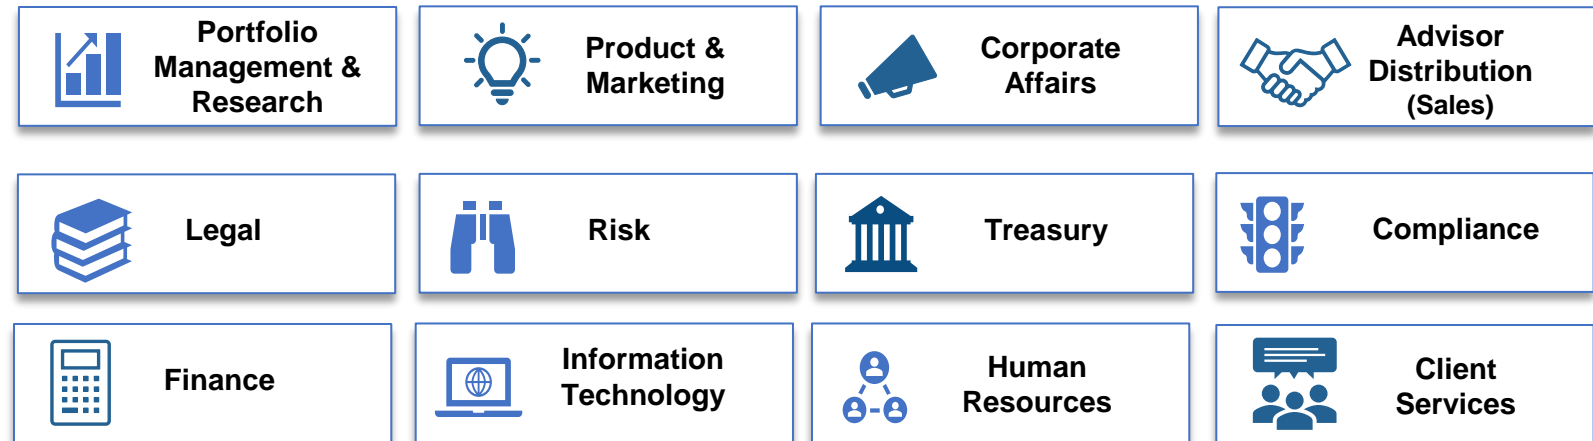 Portfolio
Management &
Research
Product &
Marketing
Corporate
Affairs
Advisor
Distribution
(Sales)
Legal
Risk
Treasury
Compliance
Finance
Information
Technology
Human
Resources
Client
Services